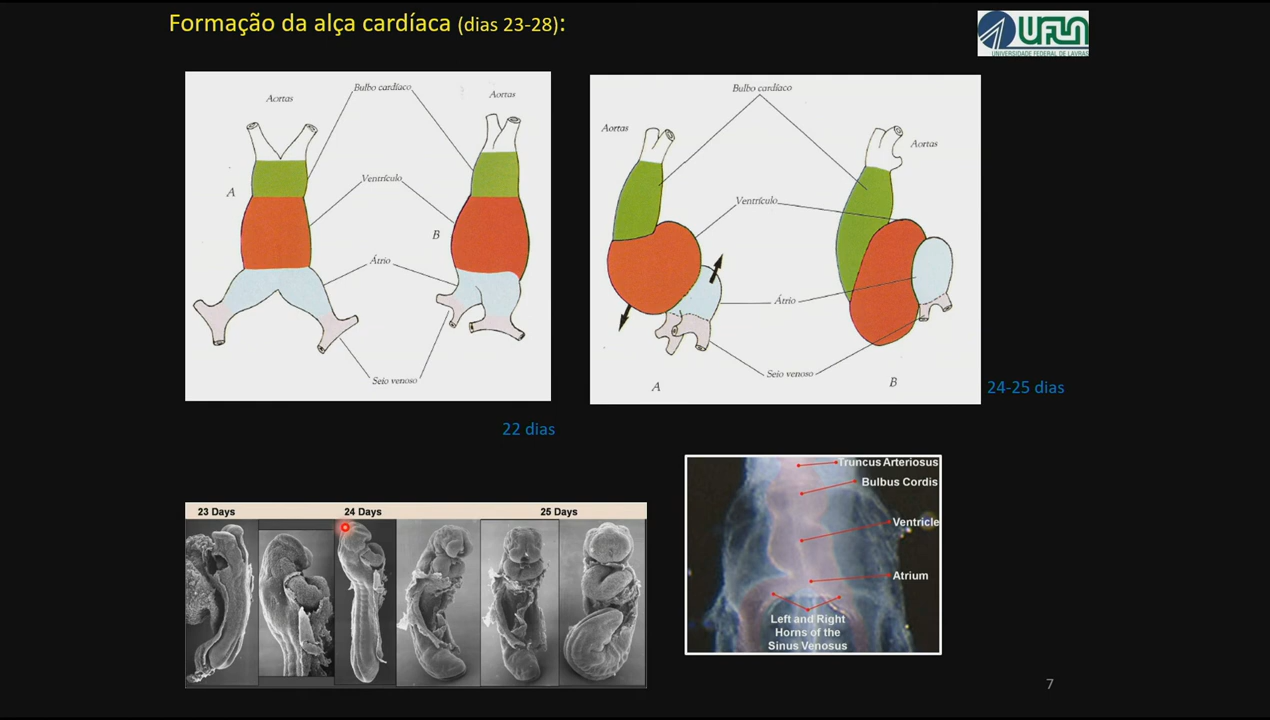 Formação da alça cardíaca (dias 23-28):
UFLA
UNIVERSIDADE FEDERAL DE LAVRAS
Aortas
Bulbo cardíaco
Aortas
A
Ventrículo
B
Átrio
Seio venoso
22 dias
Bulbo cardíaco
Aortas
Aortas
Ventrículo
Átrio
Seio venoso
A
B
24-25 dias
23 Days
24 Days
25 Days
Truncus Arteriosus
Bulbus Cordis
Ventricle
Atrium
Left and Right
Horns of the
Sinus Venosus
7